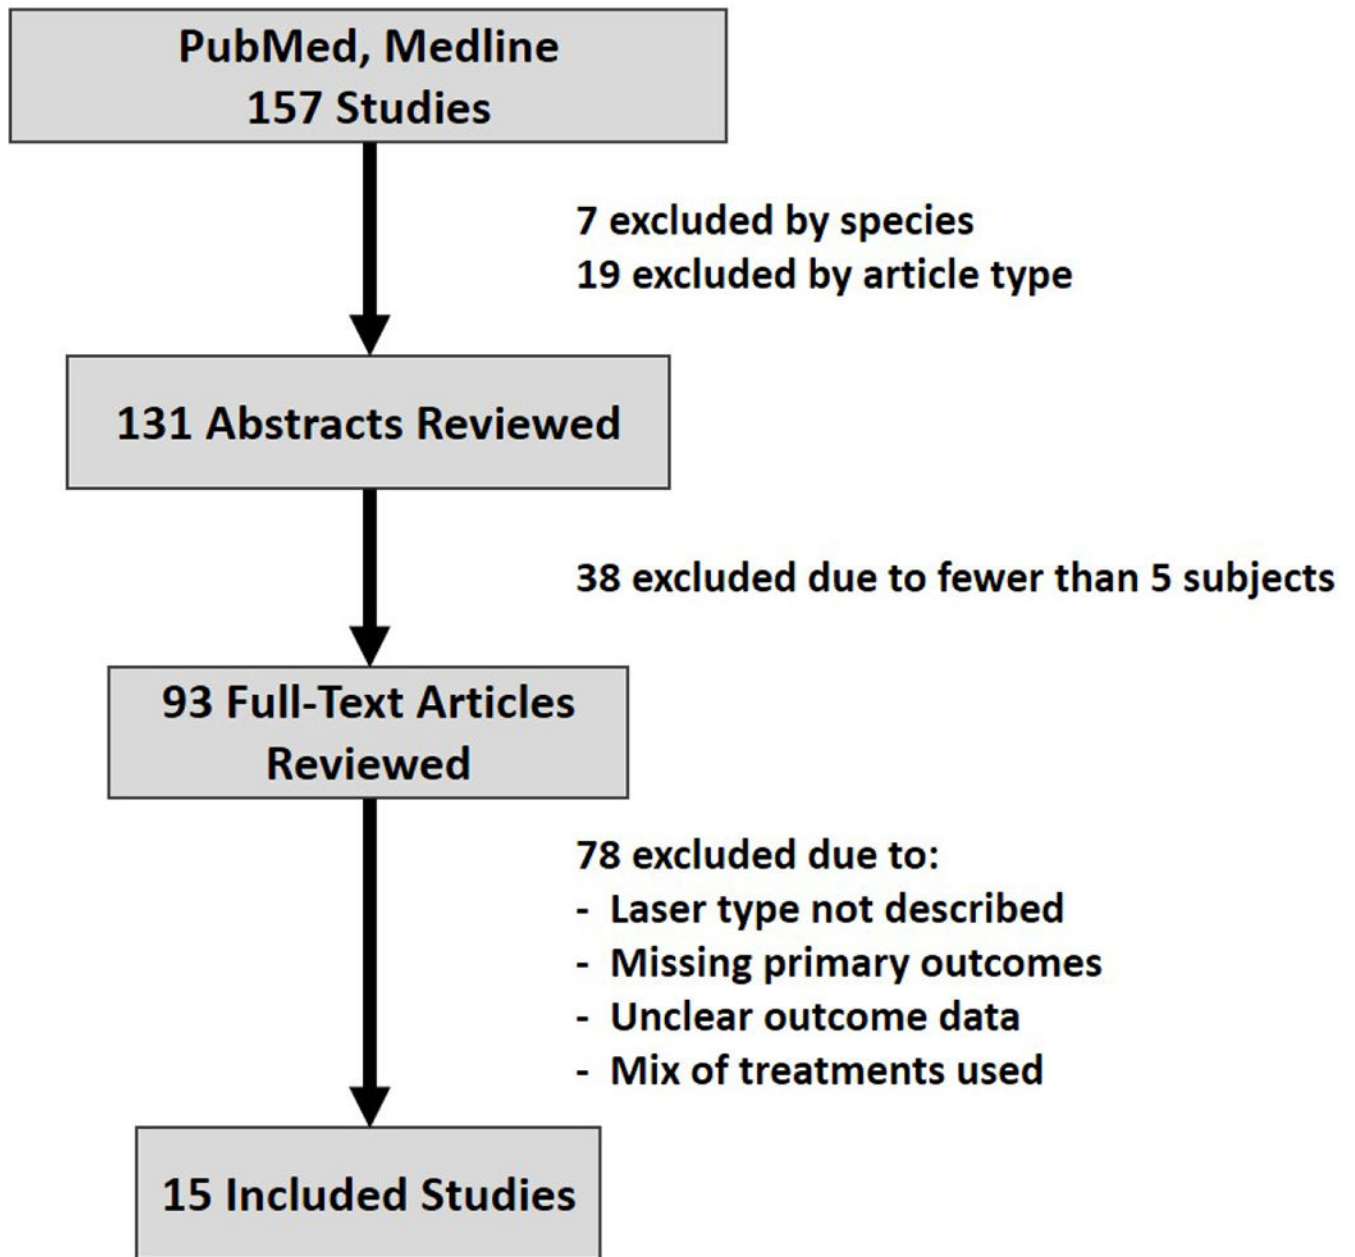 PubMed, Medline
157 Studies
7 excluded by species
19 excluded by article type
131 Abstracts Reviewed
38 excluded due to fewer than 5 subjects
93 Full-Text Articles
Reviewed
78 excluded due to:
- Laser type not described
- Missing primary outcomes
- Unclear outcome data
- Mix of treatments used
15 Included Studies